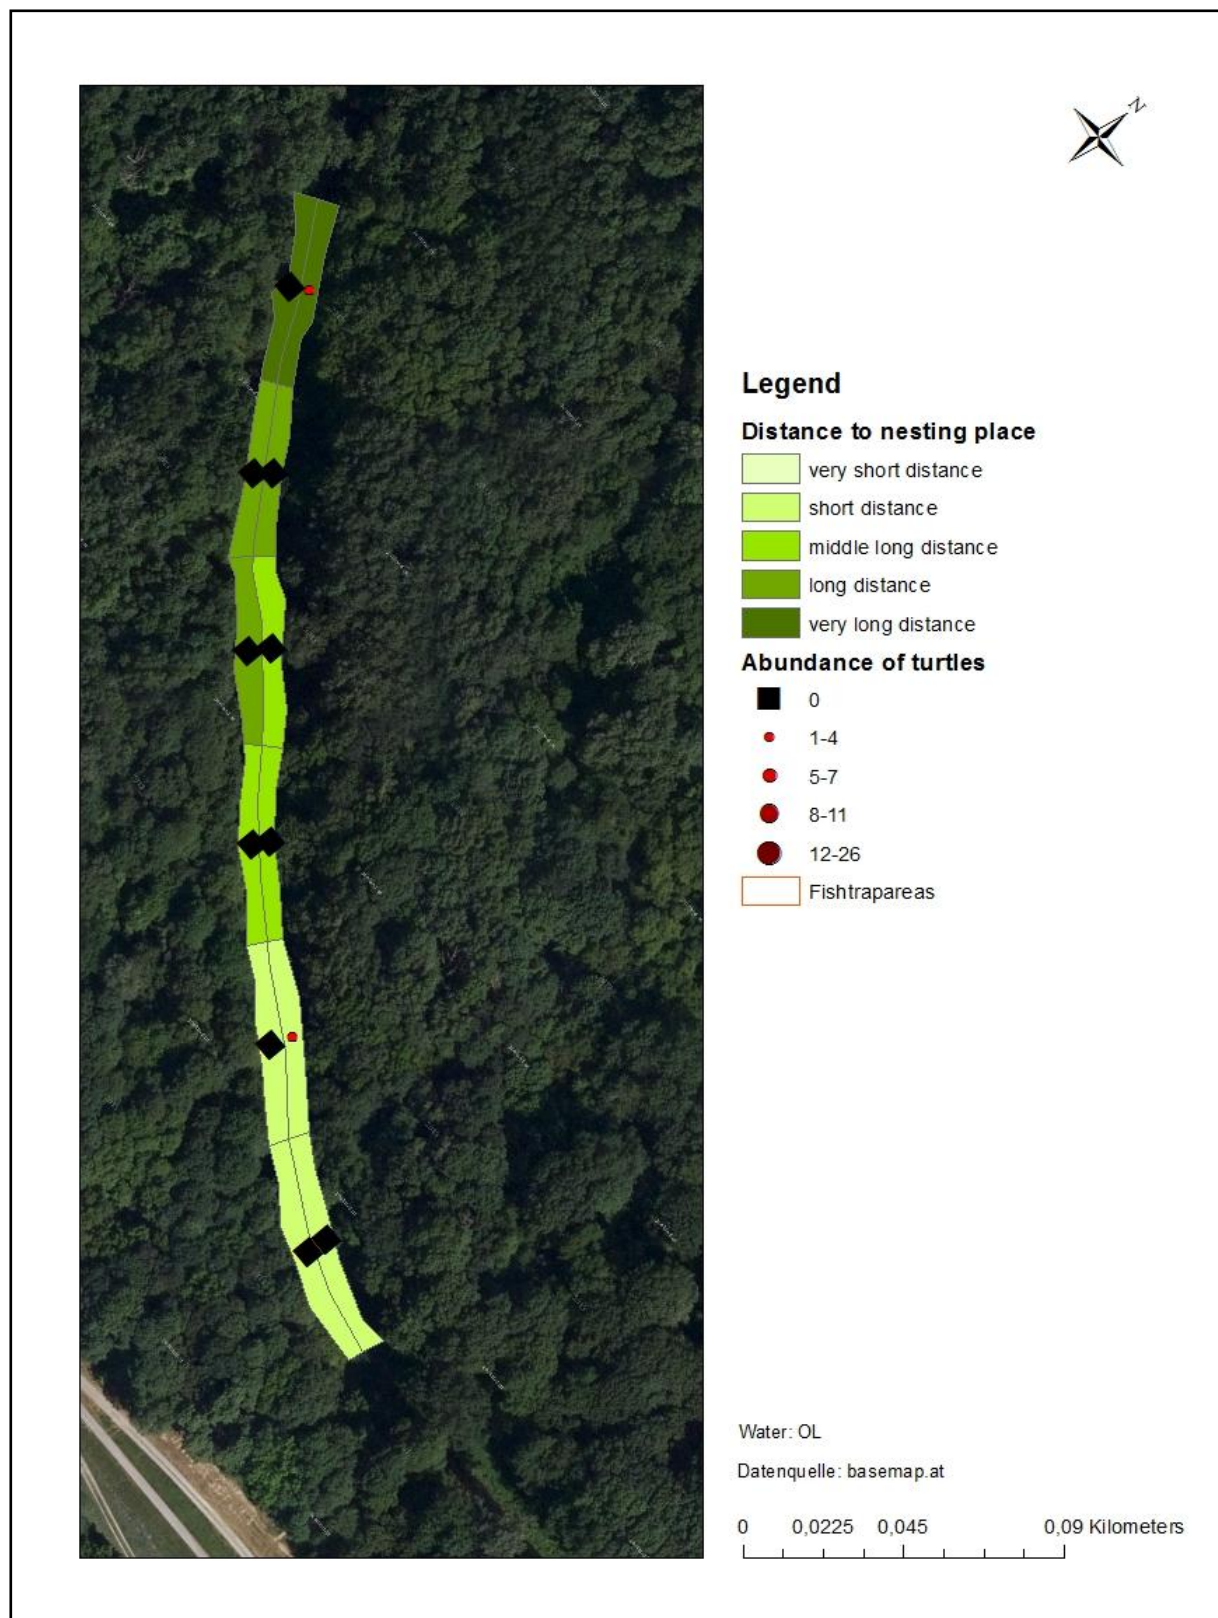 N
Legend
Distance to nesting place
very short distance
short distance
middle long distance
long distance
very long distance
Abundance of turtles
0
1-4
5-7
8-11
12-26
Fishtrapareas
Water: OL
Datenquelle: basemap.at
0 0,0225 0,045 0,09 Kilometers